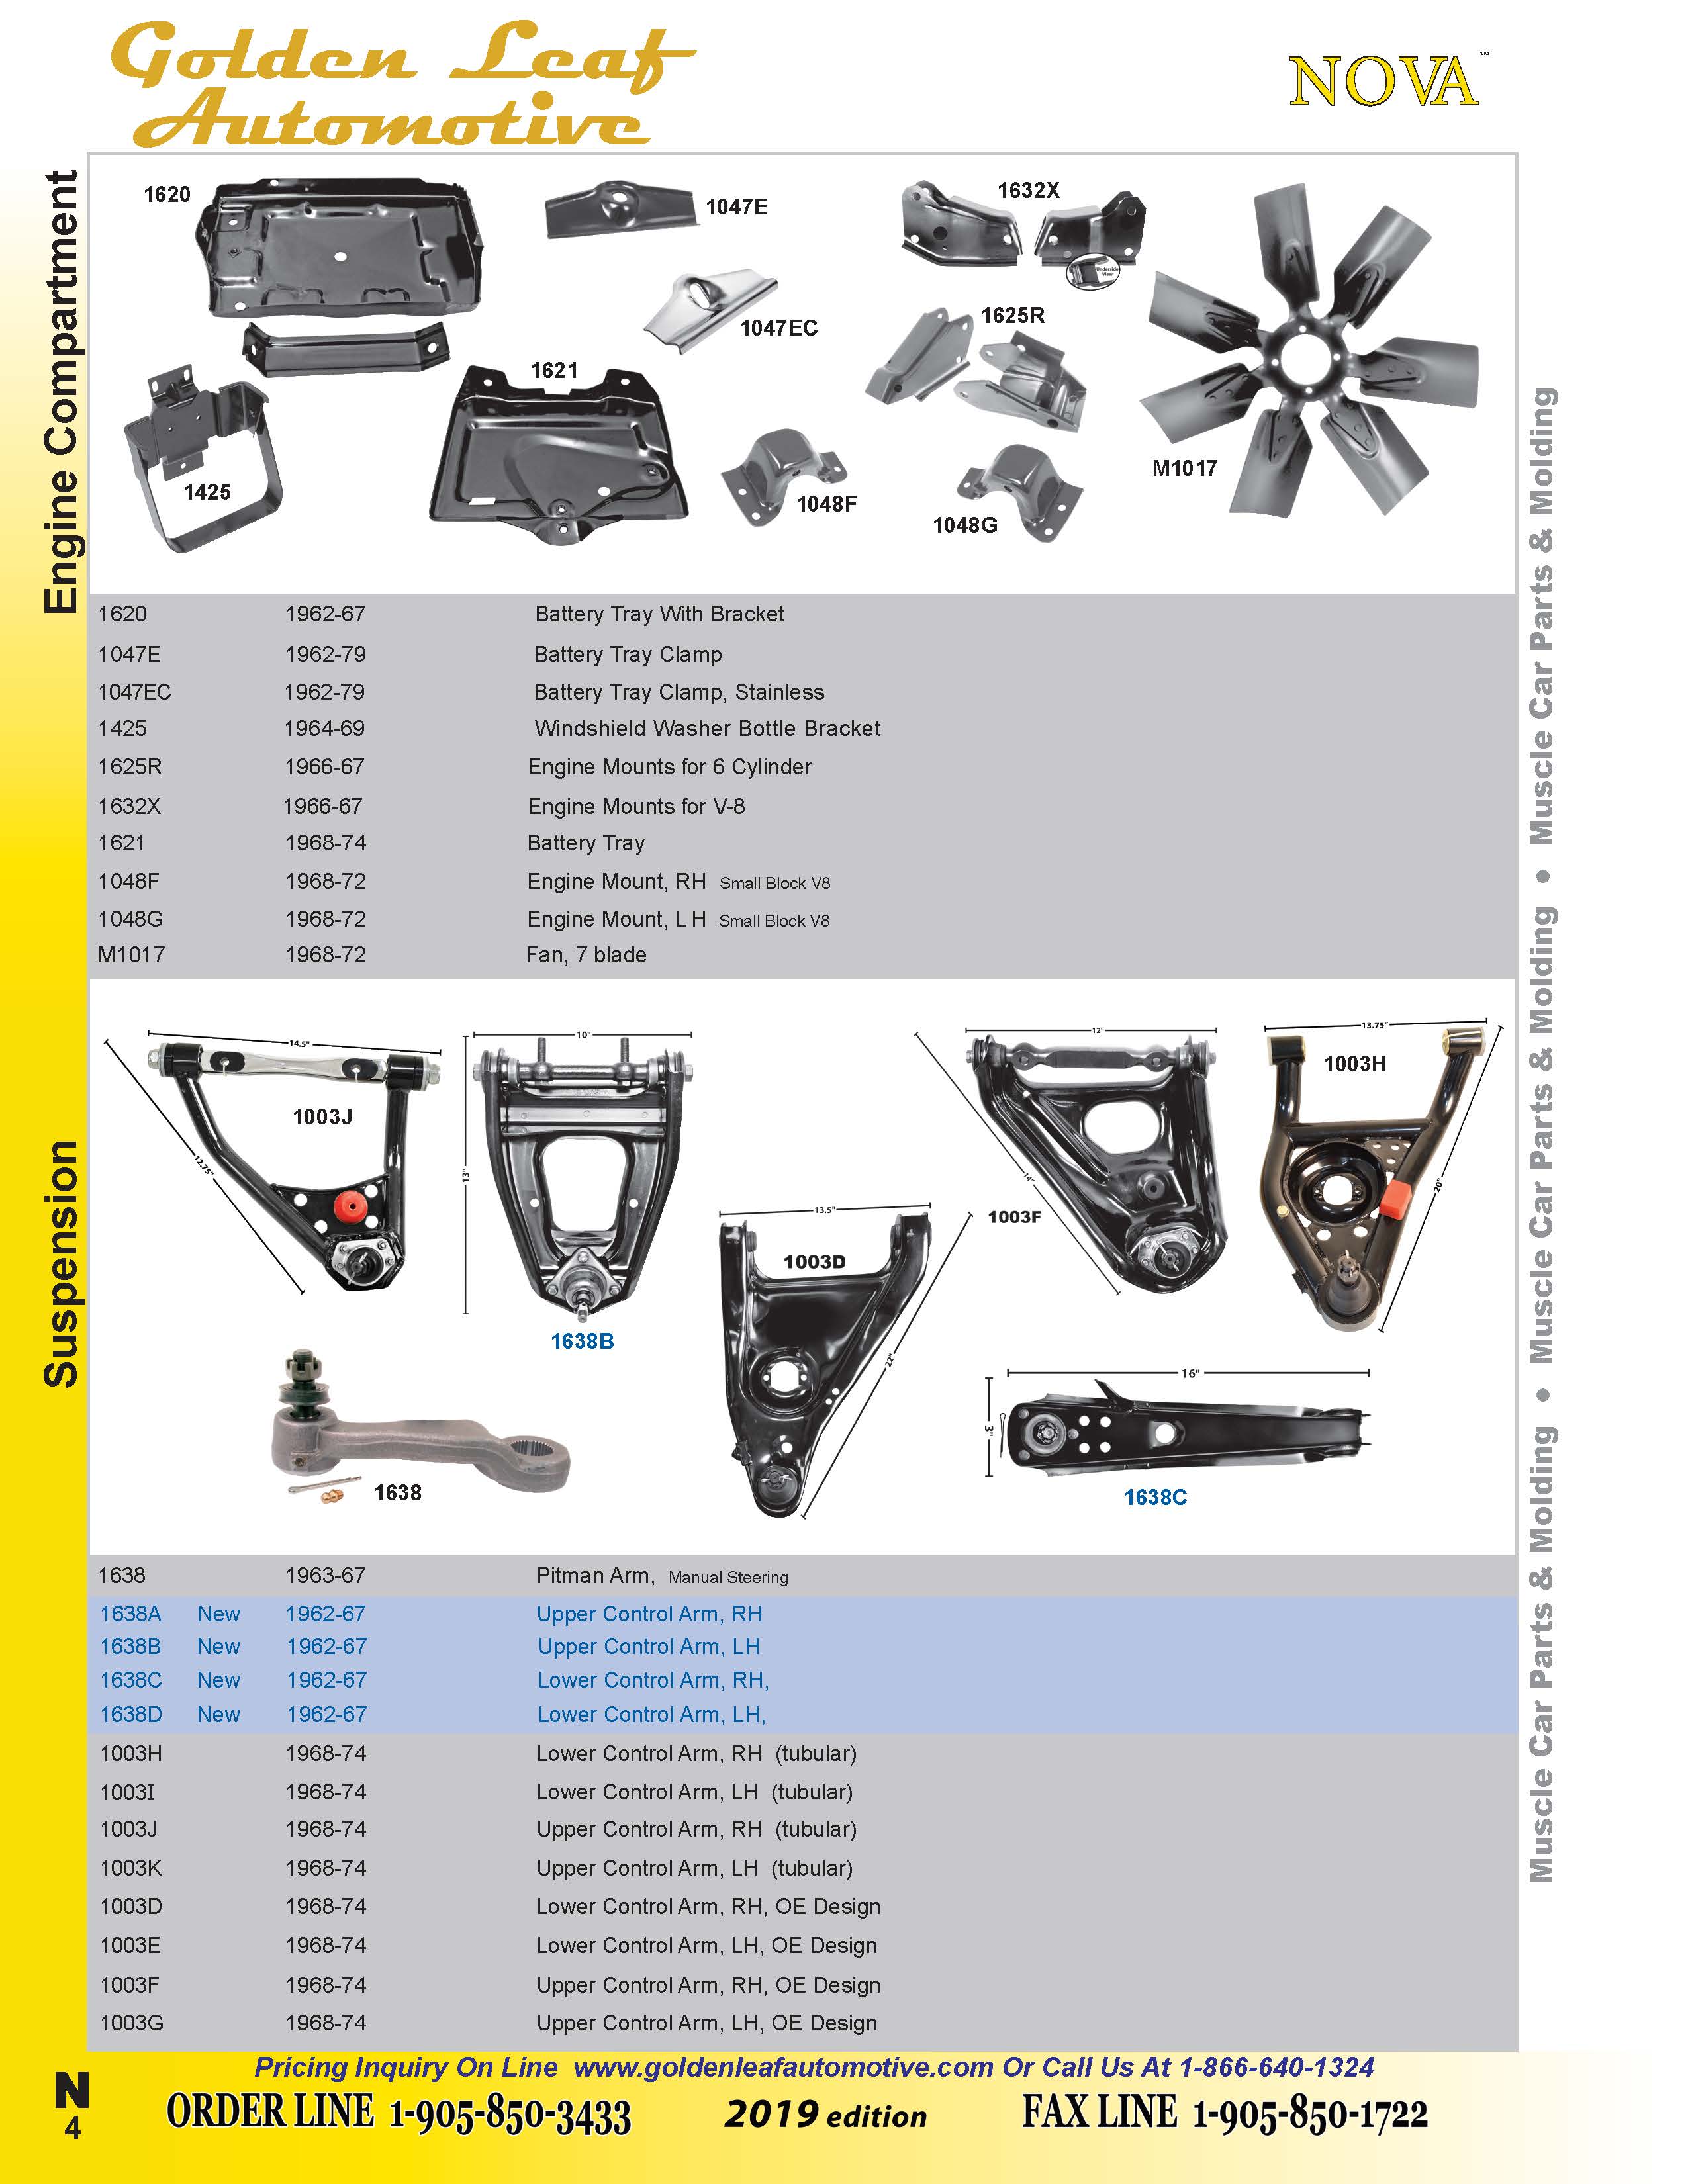 Golden Leaf
Automotive
NOVA™
Engine Compartment
1620
1047E
1632X
Underside
View
1047EC
1625R
1621
1425
1048F
1048G
M1017
1620 1962-67 Battery Tray With Bracket
1047E 1962-79 Battery Tray Clamp
1047EC 1962-79 Battery Tray Clamp, Stainless
1425 1964-69 Windshield Washer Bottle Bracket
1625R 1966-67 Engine Mounts for 6 Cylinder
1632X 1966-67 Engine Mounts for V-8
1621 1968-74 Battery Tray
1048F 1968-72 Engine Mount, RH Small Block V8
1048G 1968-72 Engine Mount, L H Small Block V8
M1017 1968-72 Fan, 7 blade
Suspension
14.5"
12.75"
1003J
10"
13"
1638B
13.5"
22"
1003D
12"
14"
1003F
13.75"
20"
1003H
1638
16"
3"
1638C
1638 1963-67 Pitman Arm, Manual Steering
1638A New 1962-67 Upper Control Arm, RH
1638B New 1962-67 Upper Control Arm, LH
1638C New 1962-67 Lower Control Arm, RH,
1638D New 1962-67 Lower Control Arm, LH,
1003H 1968-74 Lower Control Arm, RH (tubular)
1003I 1968-74 Lower Control Arm, LH (tubular)
1003J 1968-74 Upper Control Arm, RH (tubular)
1003K 1968-74 Upper Control Arm, LH (tubular)
1003D 1968-74 Lower Control Arm, RH, OE Design
1003E 1968-74 Lower Control Arm, LH, OE Design
1003F 1968-74 Upper Control Arm, RH, OE Design
1003G 1968-74 Upper Control Arm, LH, OE Design
Muscle Car Parts & Molding • Muscle Car Parts & Molding • Muscle Car Parts & Molding
Pricing Inquiry On Line www.goldenleafautomotive.com Or Call Us At 1-866-640-1324
N
4
ORDER LINE 1-905-850-3433 2019 edition FAX LINE 1-905-850-1722